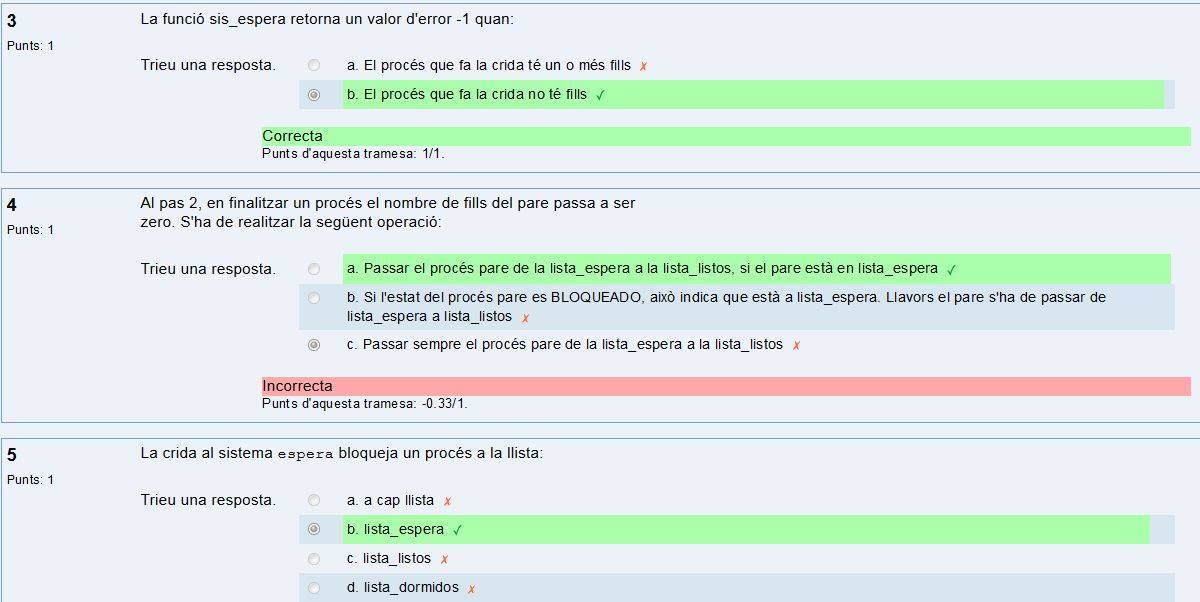 3
La funció sis_espera retorna un valor d'error -1 quan:
Punts: 1
Trieu una resposta.
a. El procés que fa la crida té un o més fills ✗
b. El procés que fa la crida no té fills ✓
Correcta
Punts d'aquesta tramesa: 1/1.
4
Al pas 2, en finalitzar un procés el nombre de fills del pare passa a ser
zero. S'ha de realitzar la següent operació:
Punts: 1
Trieu una resposta.
a. Passar el procés pare de la lista_espera a la lista_listos, si el pare està en lista_espera ✓
b. Si l'estat del procés pare es BLOQUEADO, això indica que està a lista_espera. Llavors el pare s'ha de passar de
lista_espera a lista_listos ✗
c. Passar sempre el procés pare de la lista_espera a la lista_listos ✗
Incorrecta
Punts d'aquesta tramesa: -0.33/1.
5
La crida al sistema espera bloqueja un procés a la llista:
Punts: 1
Trieu una resposta.
a. a cap llista ✗
b. lista_espera ✓
c. lista_listos ✗
d. lista_dormidos ✗